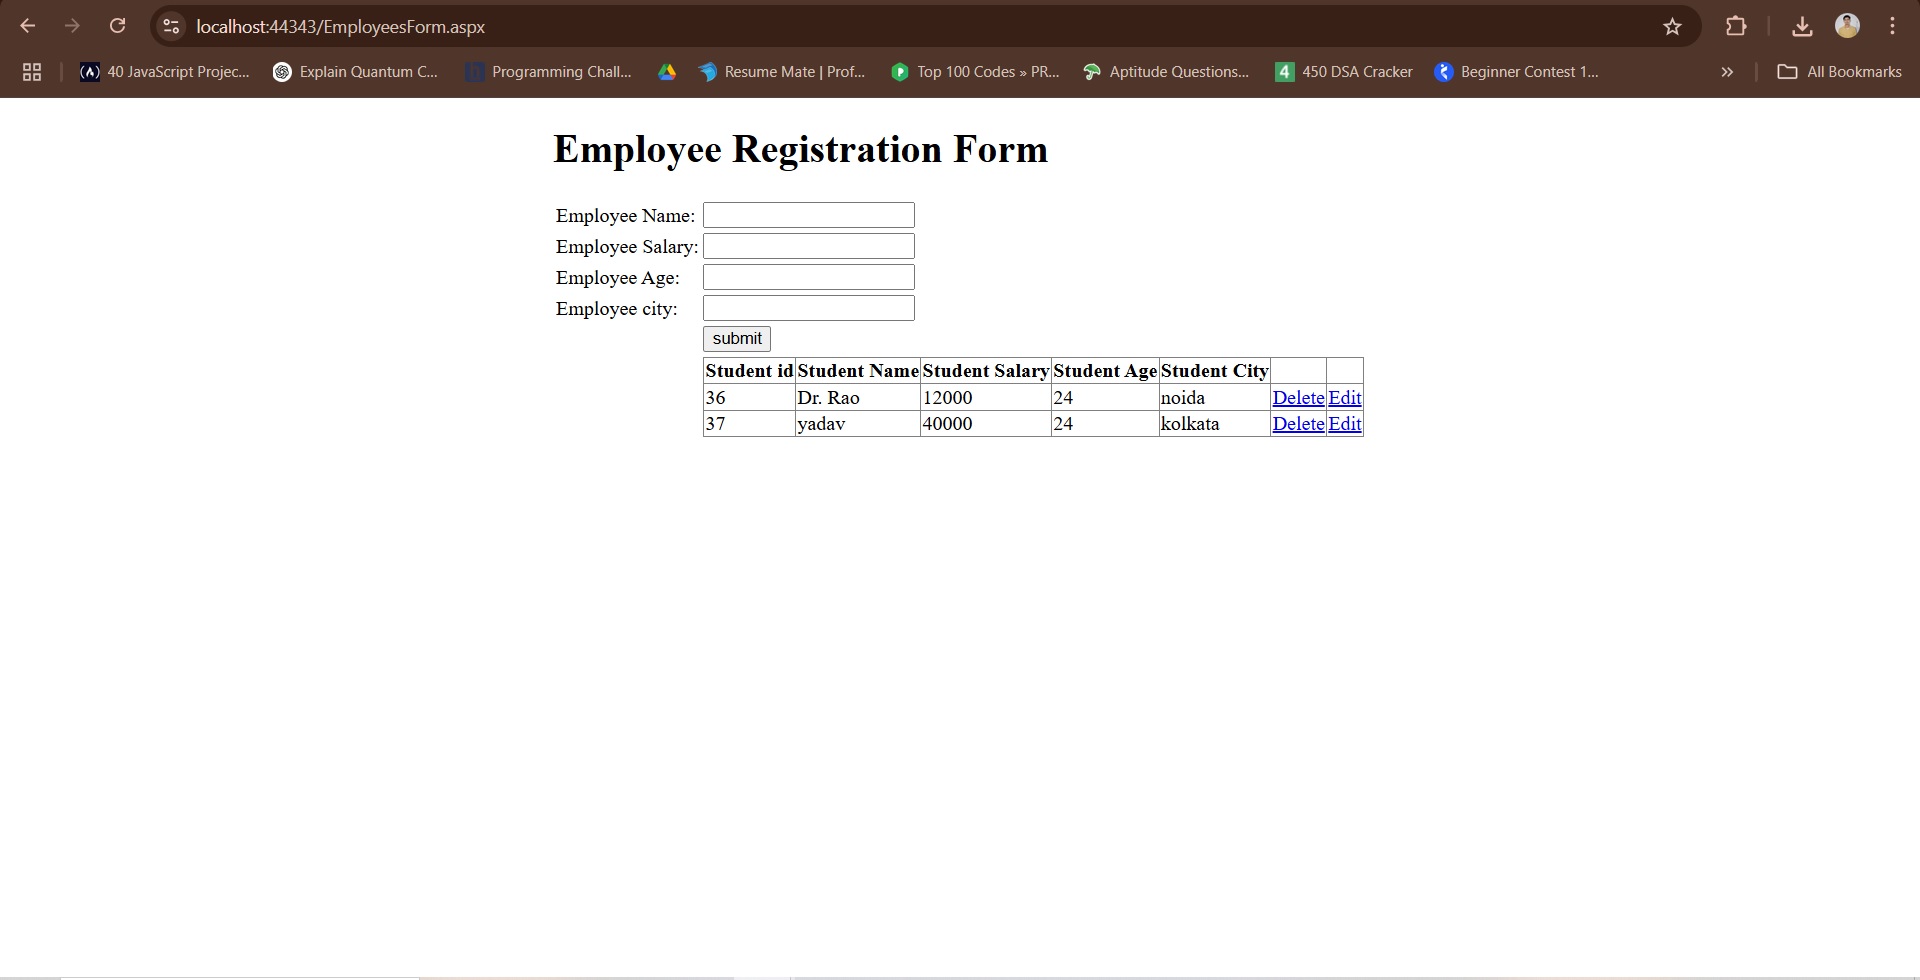 localhost:44343/EmployeesForm.aspx
40 JavaScript Projec... Explain Quantum C... Programming Chall... Resume Mate | Prof... Top 100 Codes » PR... Aptitude Questions... 4 450 DSA Cracker Beginner Contest 1... » All Bookmarks
Employee Registration Form
Employee Name:
Employee Salary:
Employee Age:
Employee city:
submit
Student id Student Name Student Salary Student Age Student City
36 Dr. Rao 12000 24 noida Delete Edit
37 yadav 40000 24 kolkata Delete Edit